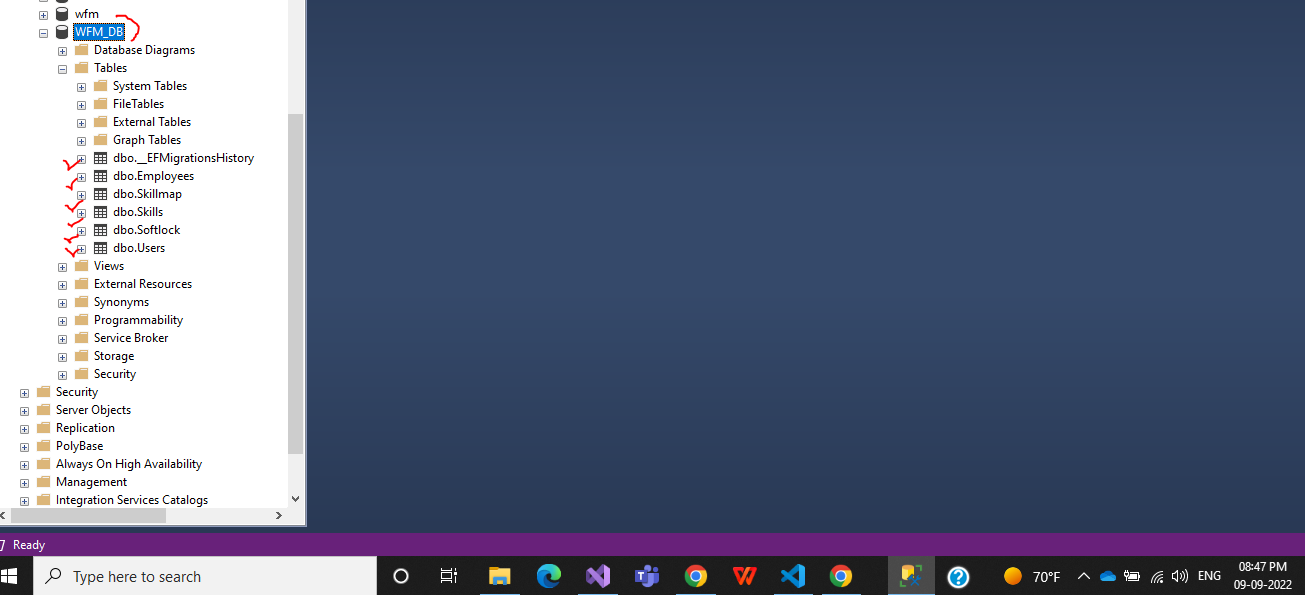 wfm
WFM_DB
Database Diagrams
Tables
System Tables
FileTables
External Tables
Graph Tables
dbo.__EFMigrationsHistory
dbo.Employees
dbo.Skillmap
dbo.Skills
dbo.Softlock
dbo.Users
Views
External Resources
Synonyms
Programmability
Service Broker
Storage
Security
Security
Server Objects
Replication
PolyBase
Always On High Availability
Management
Integration Services Catalogs
Ready
Type here to search
70°F
ENG
08:47 PM
09-09-2022